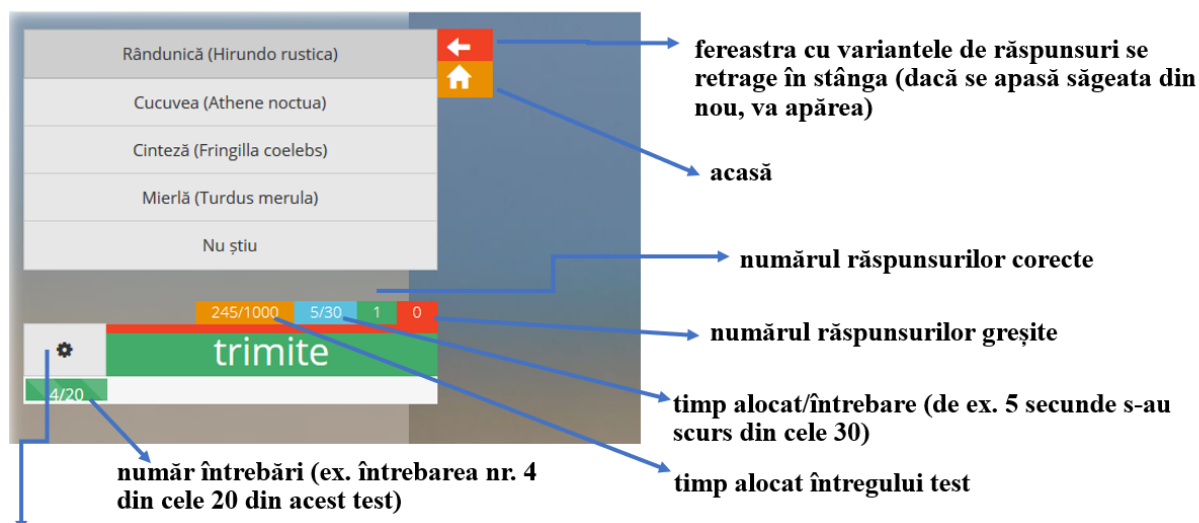 Rândunică (Hirundo rustica)
Cucuvea (Athene noctua)
Cinteză (Fringilla coelebs)
Mierlă (Turdus merula)
Nu știu
245/1000 5/30 1 0
trimite
4/20
fereastra cu variantele de răspunsuri se
retrage în stânga (dacă se apasă săgeata din
nou, va apărea)
acasă
numărul răspunsurilor corecte
numărul răspunsurilor greșite
timp alocat/întrebare (de ex. 5 secunde s-au
scurs din cele 30)
timp alocat întregului test
număr întrebări (ex. întrebarea nr. 4
din cele 20 din acest test)